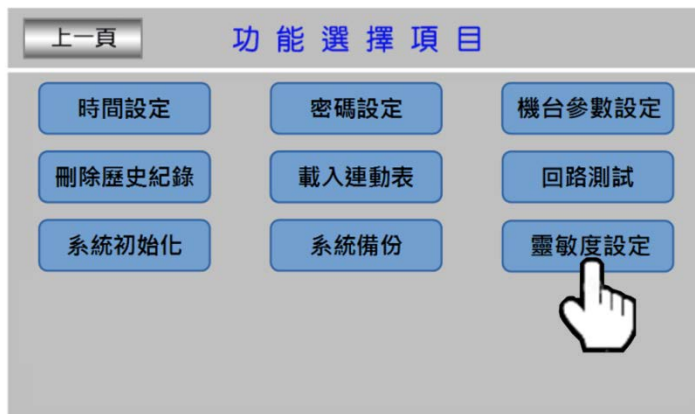 上一頁 功能選擇項目
時間設定 密碼設定 機台參數設定
刪除歷史紀錄 載入連動表 回路測試
系統初始化 系統備份 靈敏度設定